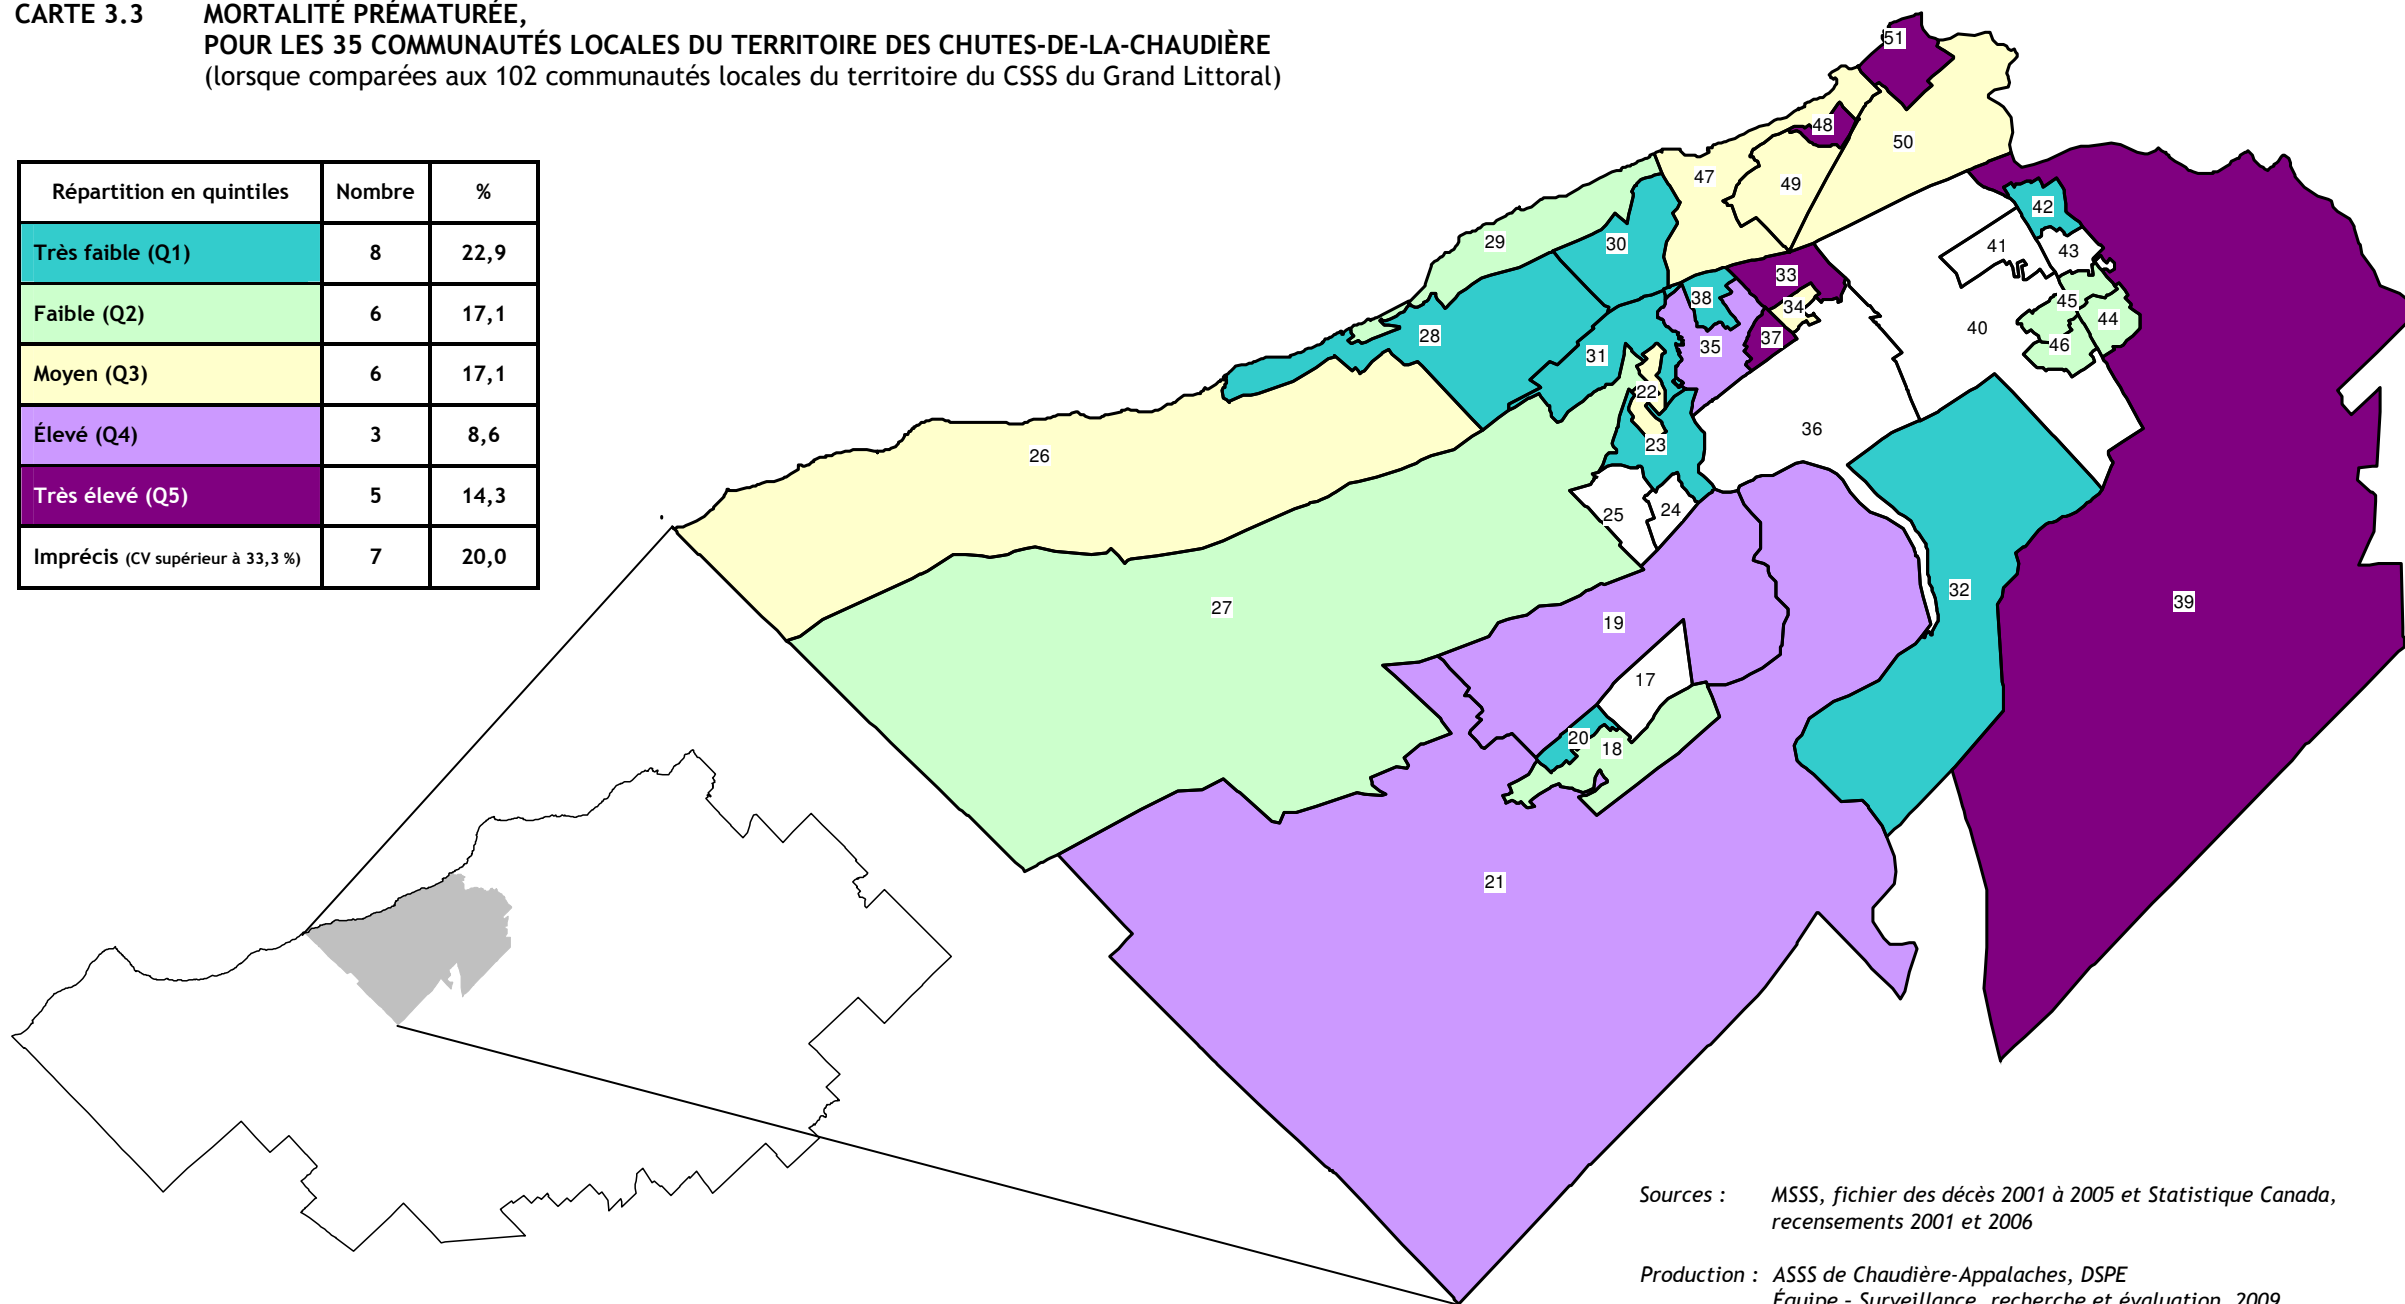 CARTE 3.3 MORTALITÉ PRÉMATURÉE,
POUR LES 35 COMMUNAUTÉS LOCALES DU TERRITOIRE DES CHUTES-DE-LA-CHAUDIÈRE
(lorsque comparées aux 102 communautés locales du territoire du CSSS du Grand Littoral)
Répartition en quintiles Nombre %
Très faible (Q1) 8 22,9
Faible (Q2) 6 17,1
Moyen (Q3) 6 17,1
Élevé (Q4) 3 8,6
Très élevé (Q5) 5 14,3
Imprécis (CV supérieur à 33,3 %) 7 20,0
51
48
50
47
49
42
29
30
41
43
33
38
34
45
44
28
31
35
37
40
46
22
36
23
26
25
24
32
27
19
39
17
20
18
21
Sources : MSSS, fichier des décès 2001 à 2005 et Statistique Canada,
recensements 2001 et 2006
Production : ASSS de Chaudière-Appalaches, DSPE
Équipe - Surveillance, recherche et évaluation, 2009